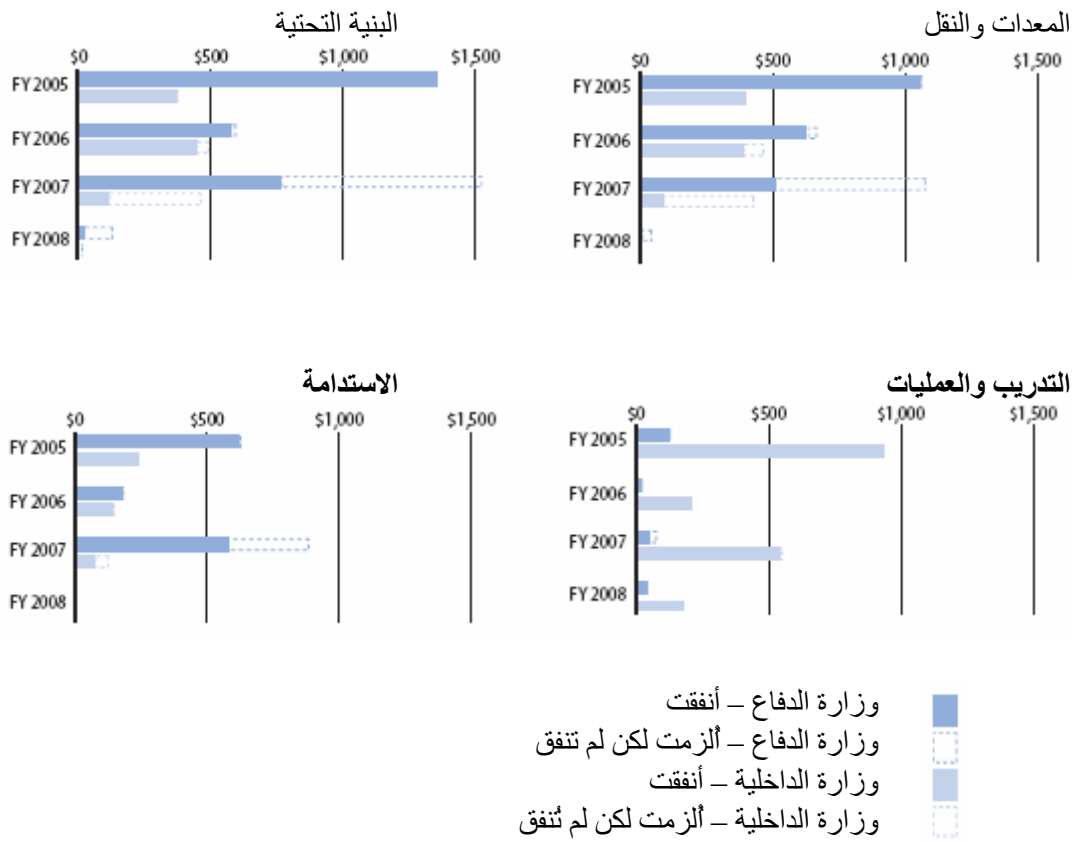 المعدات والنقل
$0 $500 $1,000 $1,500
FY 2005
FY 2006
FY 2007
FY 2008
البنية التحتية
$0 $500 $1,000 $1,500
FY 2005
FY 2006
FY 2007
FY 2008
التدريب والعمليات
$0 $500 $1,000 $1,500
FY 2005
FY 2006
FY 2007
FY 2008
الاستدامة
$0 $500 $1,000 $1,500
FY 2005
FY 2006
FY 2007
FY 2008
وزارة الدفاع – أنفقت
وزارة الدفاع – ألزمت لكن لم تنفق
وزارة الداخلية – أنفقت
وزارة الداخلية – ألزمت لكن لم تُنفق